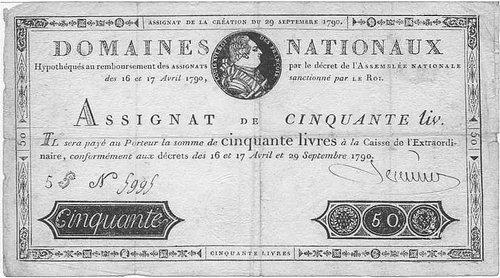 ASSIGNAT DE LA CRÉATION DU 29 SEPTEMBRE 1790.
DOMAINES NATIONAUX
Hypothéqués au remboursement des ASSIGNATS par le décret de l'ASSEMBLÉE NATIONALE
des 16 et 17 Avril 1790, sanctionné par LE ROI.
ASSIGNAT DE CINQUANTE liv.
IL sera payé au Porteur la somme de cinquante livres à la Caisse de l'Extraordi-
naire, conformément aux décrets des 16 et 17 Avril et 29 Septembre 1790.
N 5995
Cinquante
50
CINQUANTE LIVRES
50
50